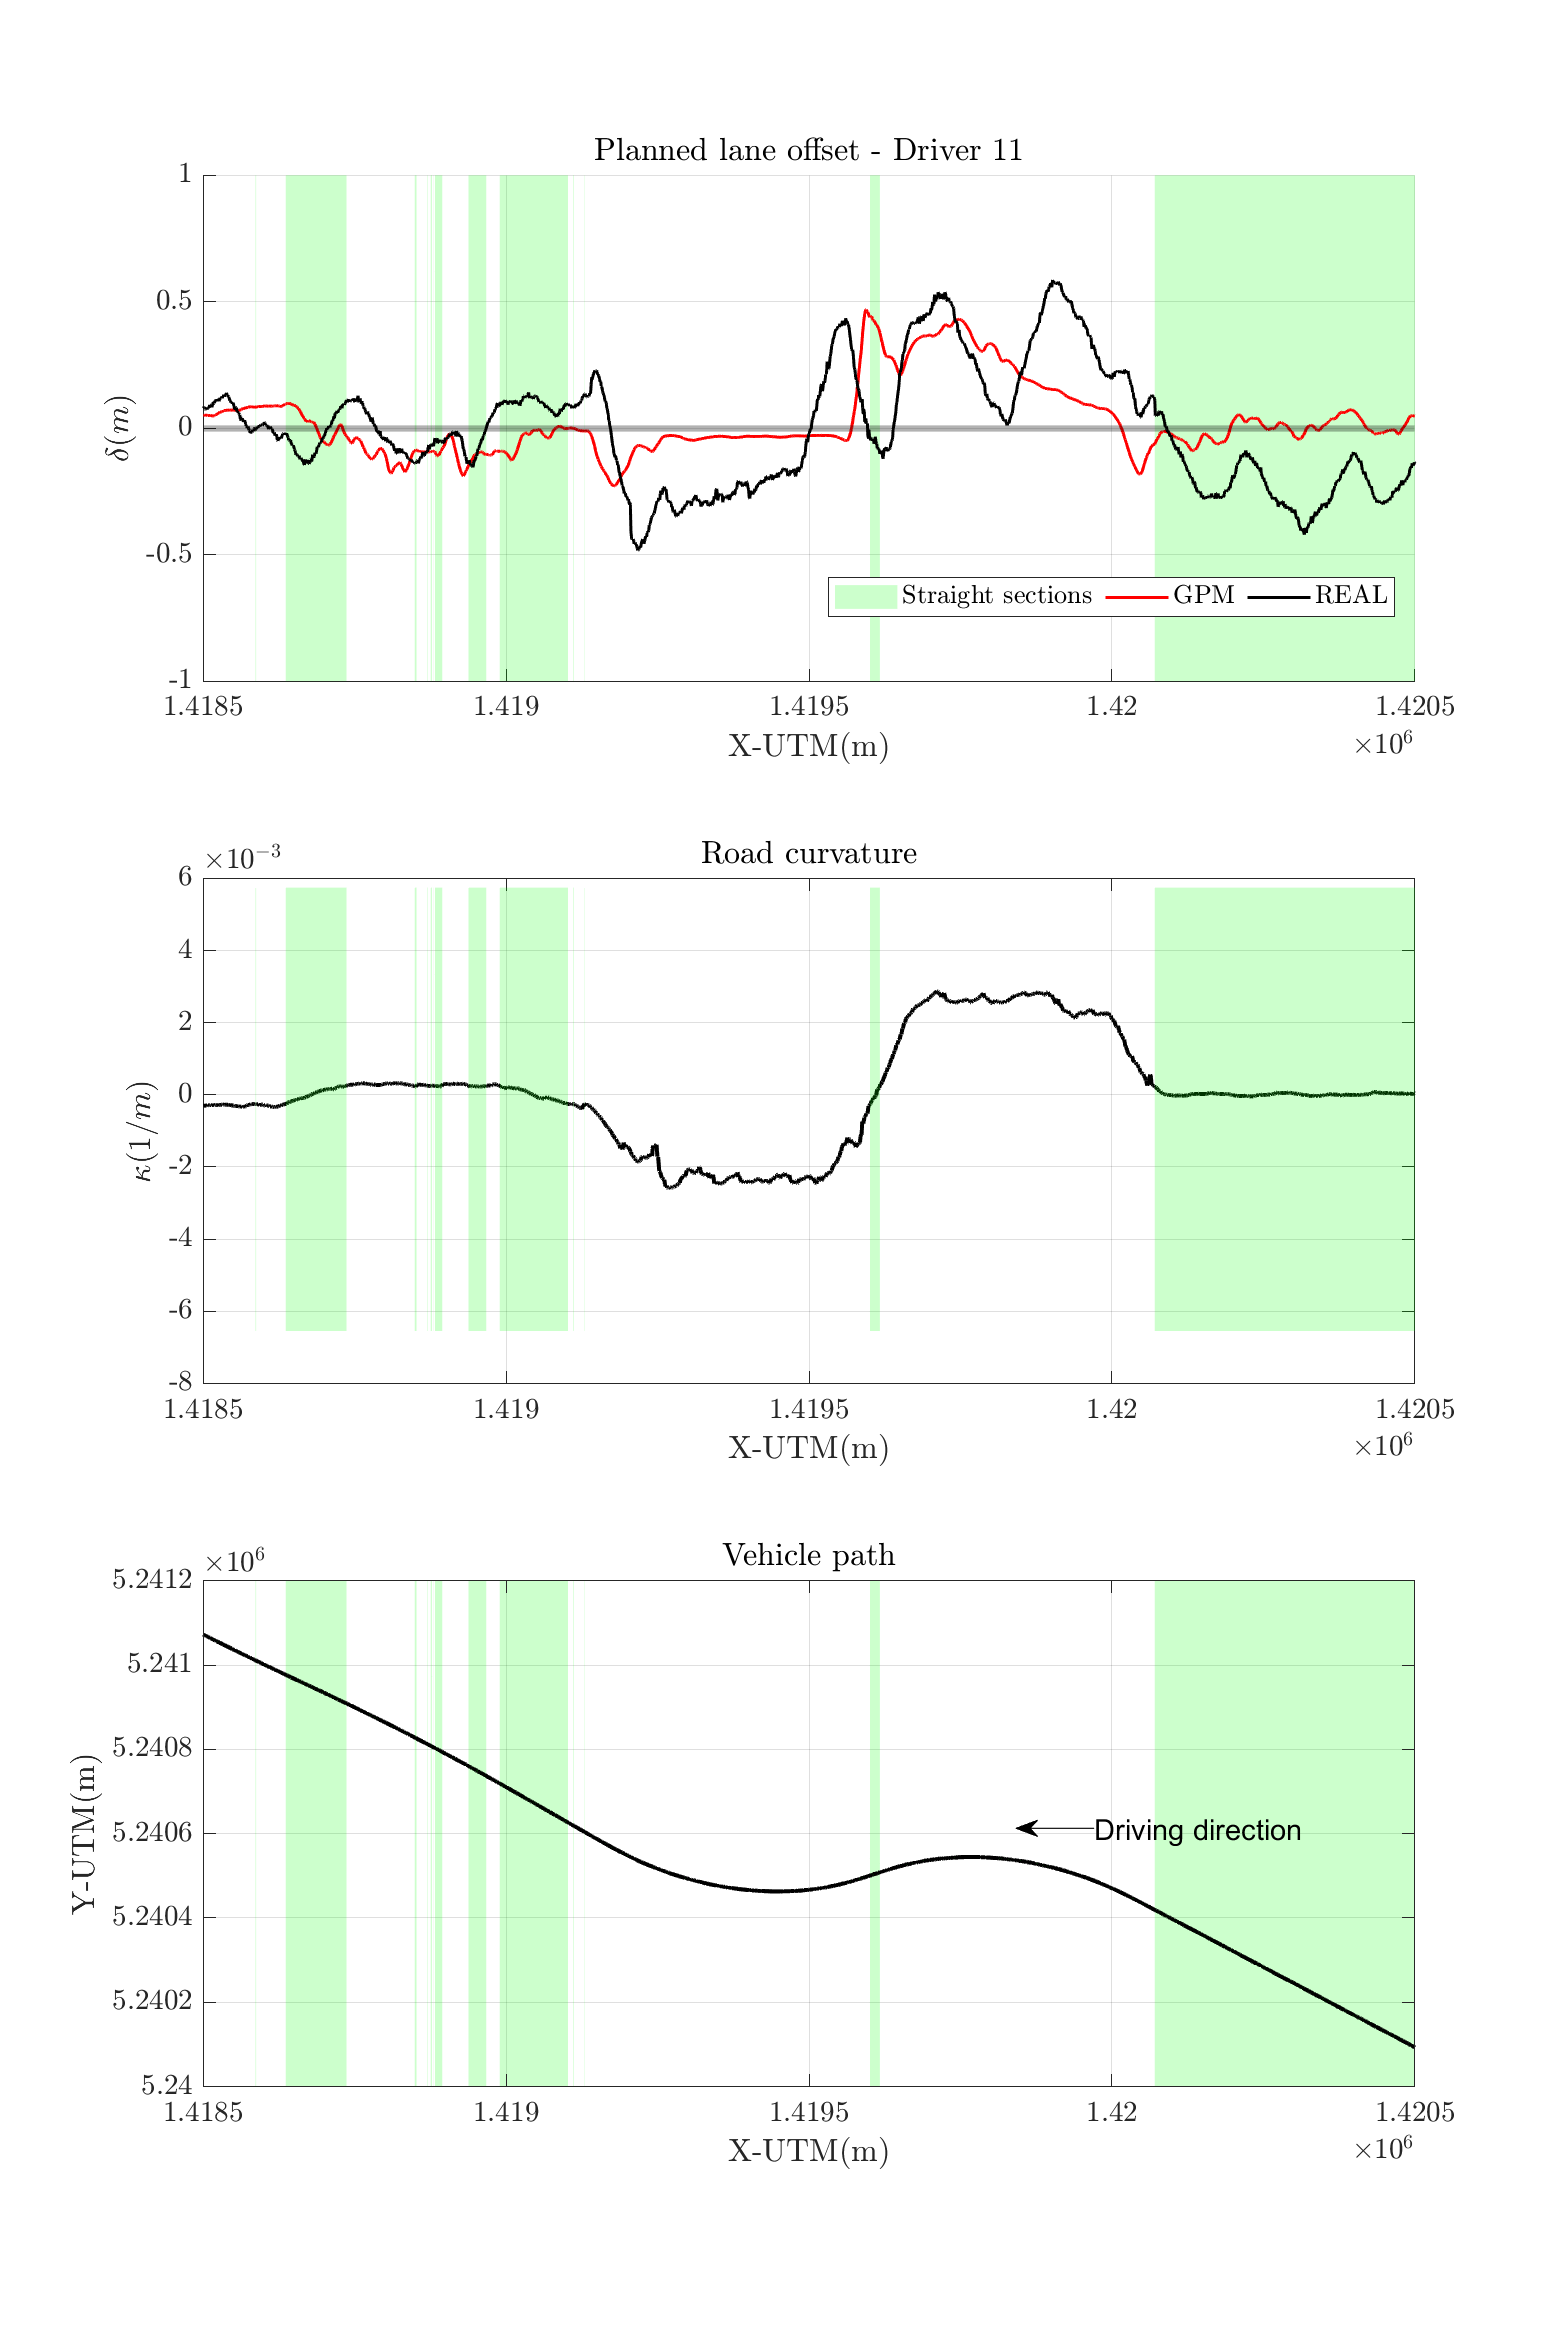 Planned lane offset - Driver 11
1
0.5
0
-0.5
-1
δ(m)
Straight sections GPM REAL
1.4185 1.419 1.4195 1.42 1.4205
X-UTM(m)
×10⁶
Road curvature
×10⁻³
6
4
2
0
-2
-4
-6
-8
κ(1/m)
1.4185 1.419 1.4195 1.42 1.4205
X-UTM(m)
×10⁶
Vehicle path
×10⁶
5.2412
5.241
5.2408
5.2406
5.2404
5.2402
5.24
Y-UTM(m)
Driving direction
1.4185 1.419 1.4195 1.42 1.4205
X-UTM(m)
×10⁶